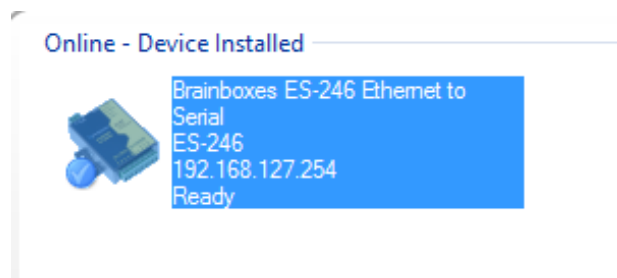 Online - Device Installed
Brainboxes ES-246 Ethernet to
Serial
ES-246
192.168.127.254
Ready